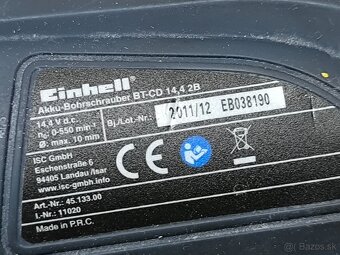 Einhell
Akku-Bohrschrauber BT-CD 14,4 2B
14,4 V d.c.
n₀: 0-550 min⁻¹
Ø: max. 10 mm
Bj./Lot.-Nr.: 2011/12 EB038190
ISC GmbH
Eschenstraße 6
94405 Landau /Isar
www.isc-gmbh.info
CE
Art.-Nr.: 45.133.00
I.-Nr.: 11020
Made in P.R.C.
bazos.sk